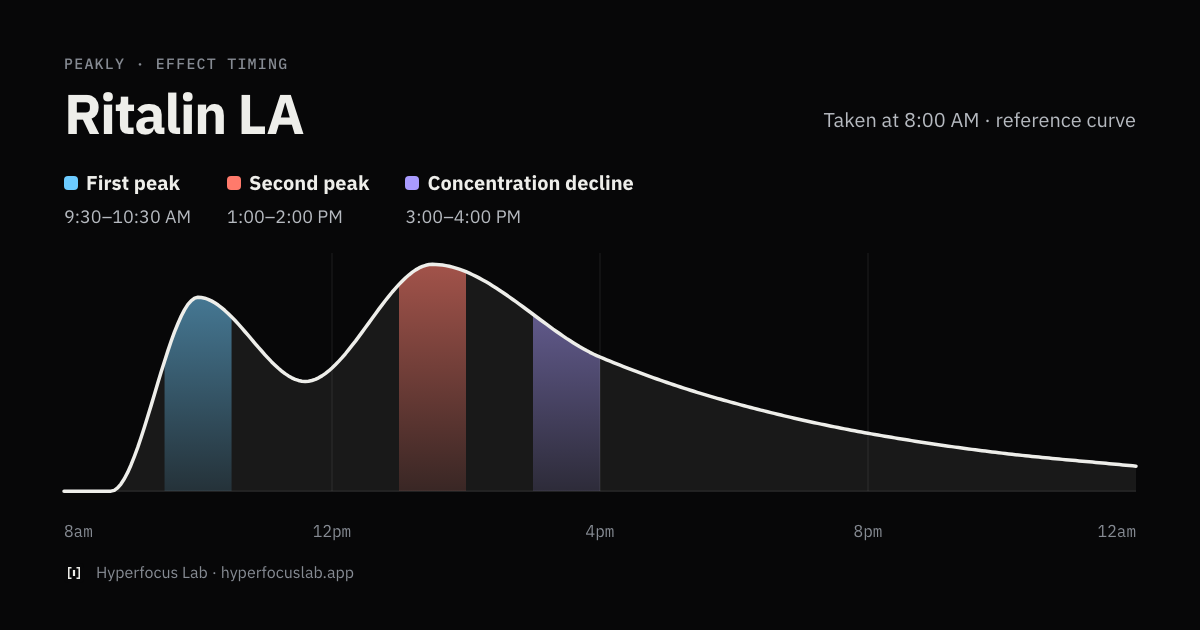 PEAKLY · EFFECT TIMING
Ritalin LA
Taken at 8:00 AM · reference curve
First peak
9:30–10:30 AM
Second peak
1:00–2:00 PM
Concentration decline
3:00–4:00 PM
8am 12pm 4pm 8pm 12am
Hyperfocus Lab · hyperfocuslab.app